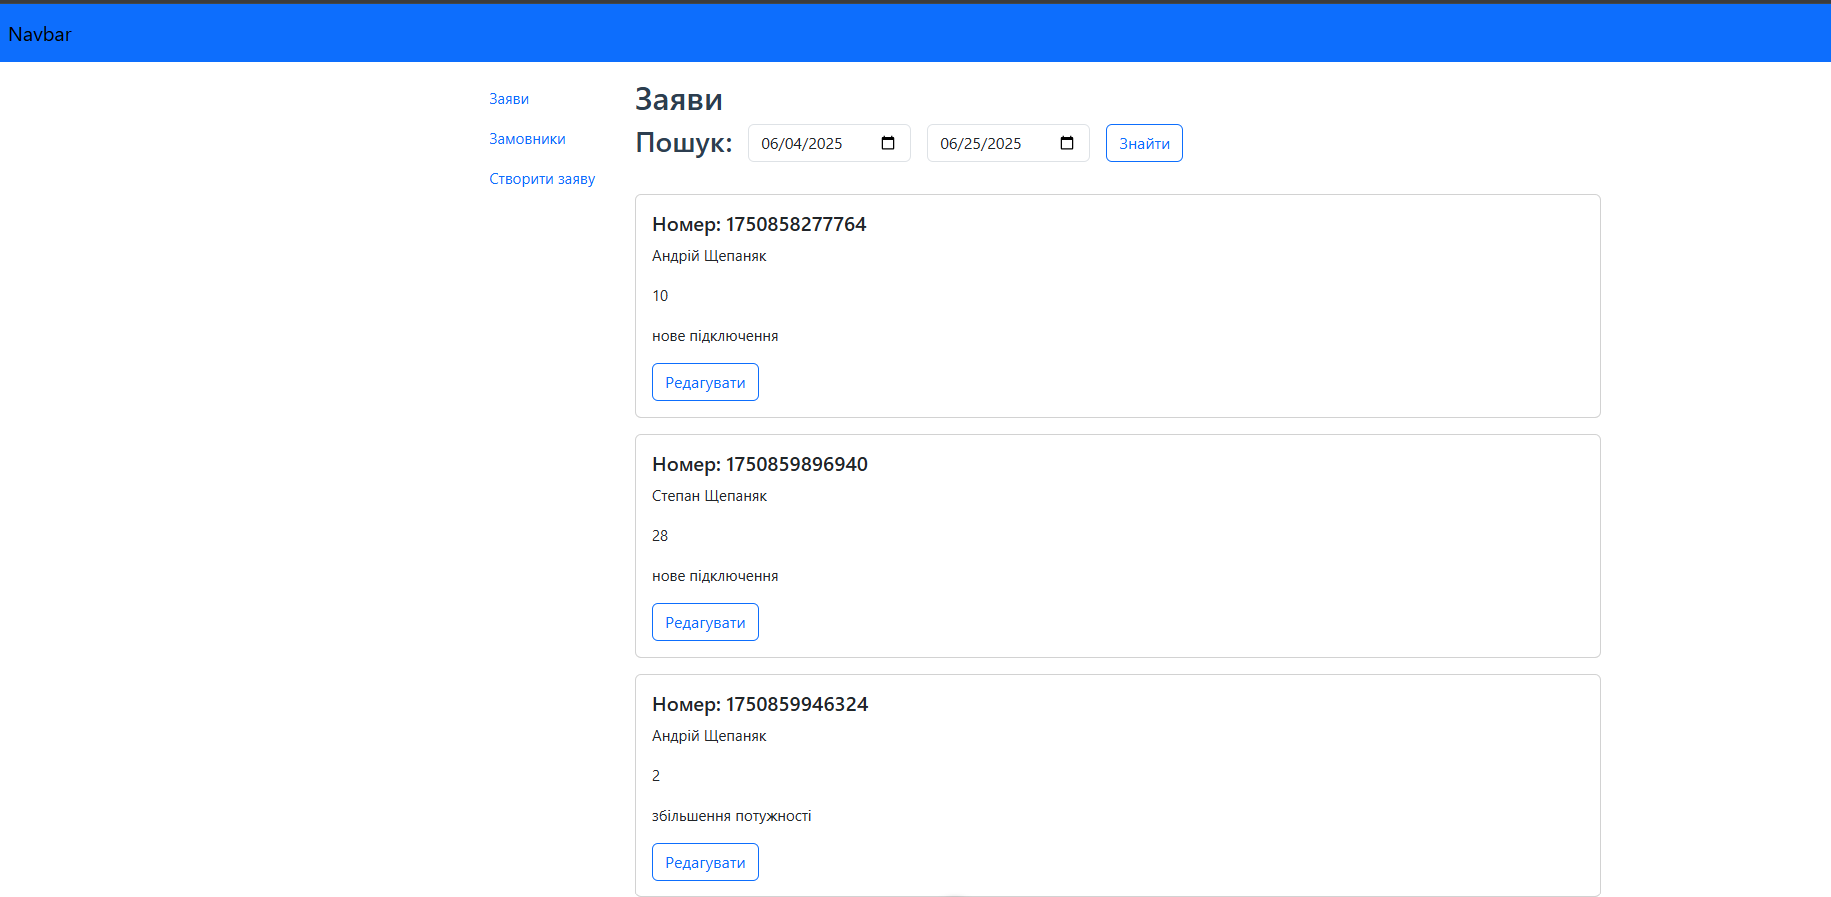 Navbar
Заяви
Замовники
Створити заяву
Заяви
Пошук: 06/04/2025 06/25/2025 Знайти
Номер: 1750858277764
Андрій Щепаняк
10
нове підключення
Редагувати
Номер: 1750859896940
Степан Щепаняк
28
нове підключення
Редагувати
Номер: 1750859946324
Андрій Щепаняк
2
збільшення потужності
Редагувати